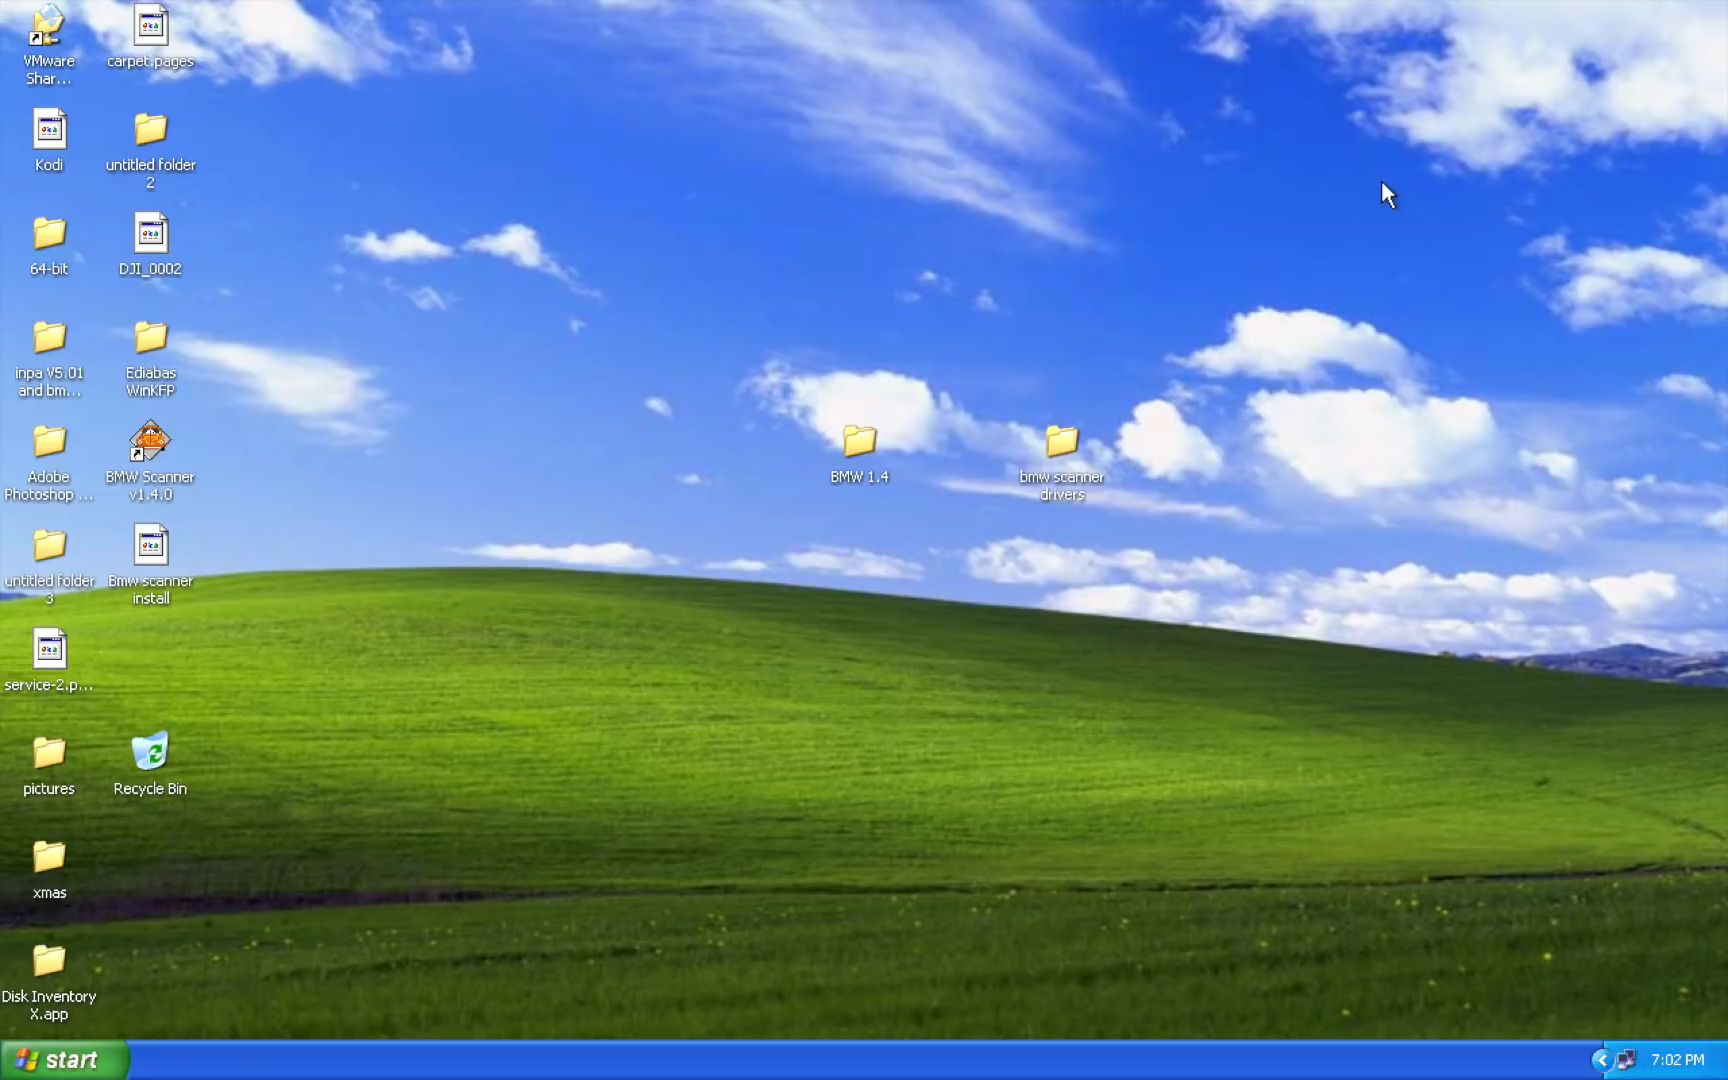 VMware
Shar...
carpet.pages
Kodi
untitled folder
2
64-bit
DJI_0002
inpa V5.01
and bm...
Ediabas
WinKFP
Adobe
Photoshop ...
BMW Scanner
v1.4.0
BMW 1.4
bmw scanner
drivers
untitled folder
3
Bmw scanner
install
service-2.p...
pictures
Recycle Bin
xmas
Disk Inventory
X.app
start
7:02 PM